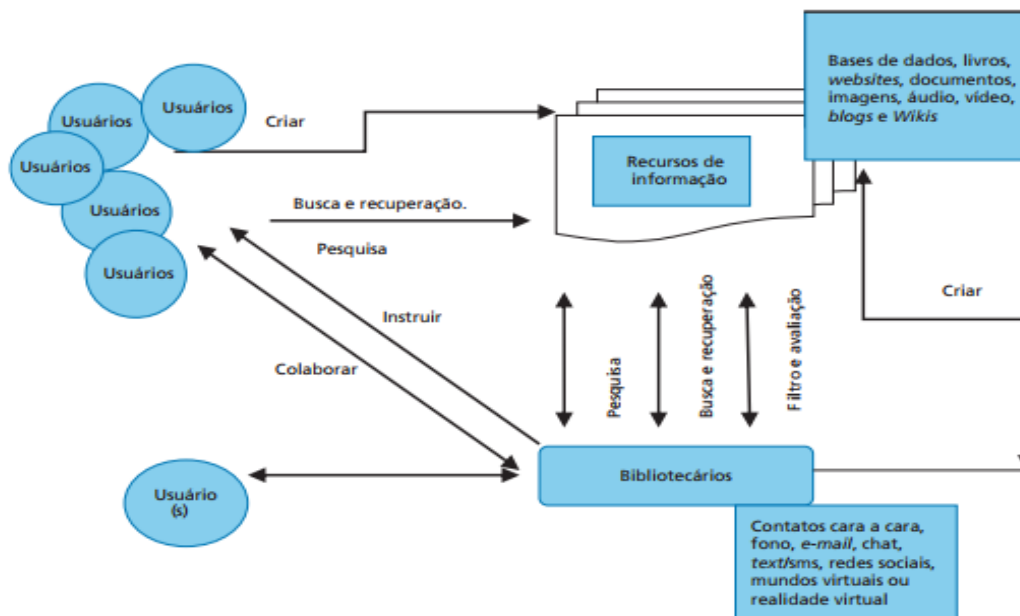 Usuários
Usuários
Usuários
Usuários
Usuários
Criar
Busca e recuperação.
Pesquisa
Instruir
Colaborar
Recursos de
informação
Bases de dados, livros,
websites, documentos,
imagens, áudio, vídeo,
blogs e Wikis
Criar
Pesquisa
Busca e recuperação
Filtro e avaliação
Usuário
(s)
Bibliotecários
Contatos cara a cara,
fono, e-mail, chat,
text/sms, redes sociais,
mundos virtuais ou
realidade virtual